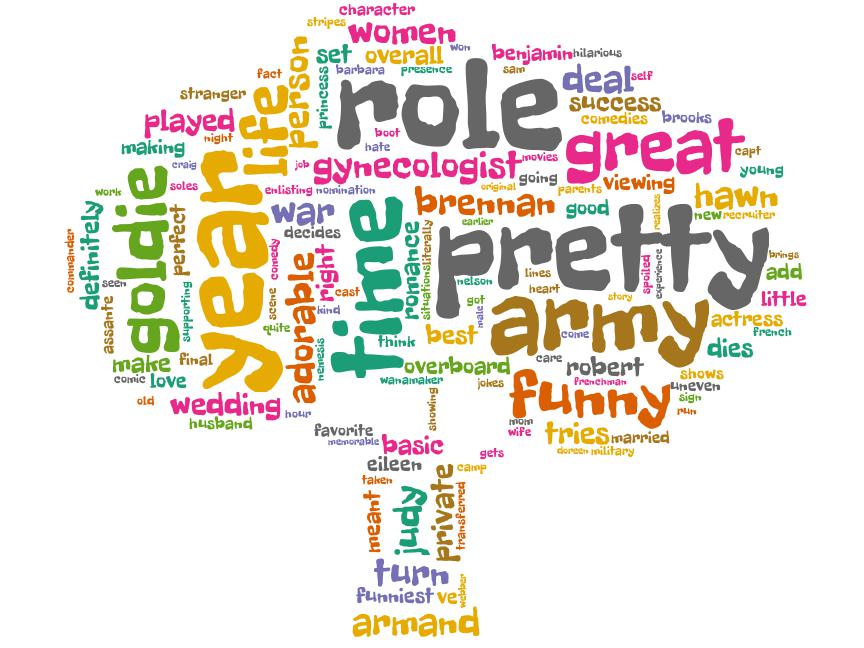 character
stripes
women
won
set
overall
benjamin
hilarious
person
princess
barbara
presence
sam
deal
self
fact
stranger
role
success
comedies
brooks
played
night
life
boot
hate
great
capt
making
craig
job
gynecologist
movies
going
parents
viewing
young
work
soles
enlisting
nomination
original
brennan
good
realizes
hawn
new
recruiter
goldie
year
war
decides
time
earlier
pretty
commander
definitely
perfect
comedy
right
romance
literally
situations
spoiled
experience
brings
add
seen
adorable
cast
nelson
lines
heart
little
assante
supporting
scene
kind
got
male
army
story
actress
french
quite
nemesis
think
best
come
dies
make
final
comic
love
overboard
wanamaker
jokes
care
robert
frenchman
shows
uneven
sign
old
wedding
hour
husband
showing
funny
run
mom
wife
favorite
memorable
basic
gets
tries
married
doreen
military
eileen
camp
taken
meant
judy
private
transferred
turn
funniest
ve
webber
armand